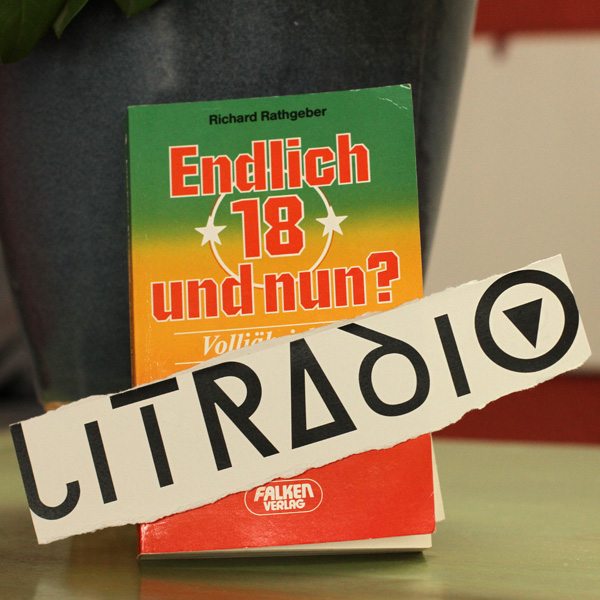 Richard Rathgeber
Endlich
18
und nun?
LITRADIO
FALKEN
VERLAG